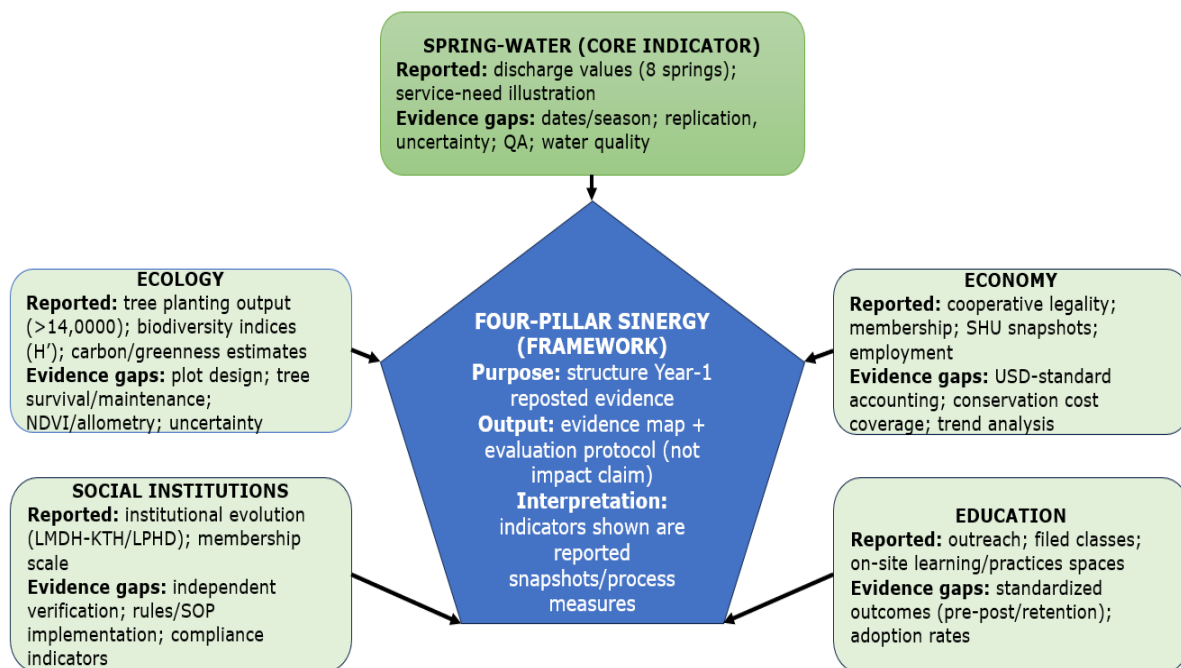 SPRING-WATER (CORE INDICATOR)
Reported: discharge values (8 springs);
service-need illustration
Evidence gaps: dates/season; replication,
uncertainty; QA; water quality
ECOLOGY
Reported: tree planting output
(>14,0000); biodiversity indices
(H’); carbon/greenness estimates
Evidence gaps: plot design; tree
survival/maintenance;
NDVI/allometry; uncertainty
FOUR-PILLAR SINERGY
(FRAMEWORK)
Purpose: structure Year-1
reposted evidence
Output: evidence map +
evaluation protocol (not
impact claim)
Interpretation:
indicators shown are
reported
snapshots/process
measures
ECONOMY
Reported: cooperative legality;
membership; SHU snapshots;
employment
Evidence gaps: USD-standard
accounting; conservation cost
coverage; trend analysis
SOCIAL INSTITUTIONS
Reported: institutional evolution
(LMDH-KTH/LPHD); membership
scale
Evidence gaps: independent
verification; rules/SOP
implementation; compliance
indicators
EDUCATION
Reported: outreach; filed classes;
on-site learning/practices spaces
Evidence gaps: standardized
outcomes (pre-post/retention);
adoption rates